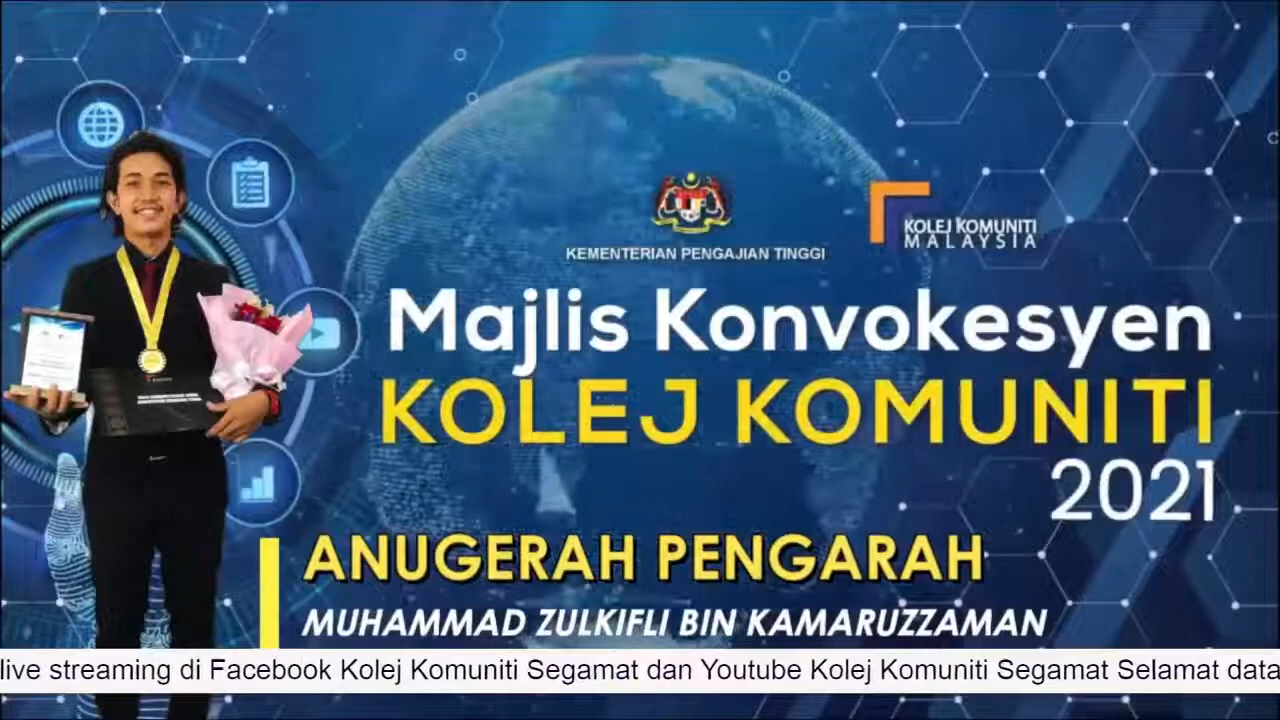 KEMENTERIAN PENGAJIAN TINGGI
KOLEJ KOMUNITI
MALAYSIA
Majlis Konvokesyen
KOLEJ KOMUNITI
2021
ANUGERAH PENGARAH
MUHAMMAD ZULKIFLI BIN KAMARUZZAMAN
live streaming di Facebook Kolej Komuniti Segamat dan Youtube Kolej Komuniti Segamat Selamat data